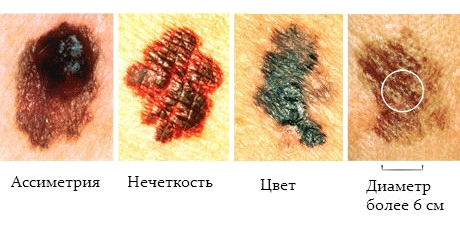 Ассиметрия
Нечеткость
Цвет
Диаметр
более 6 см